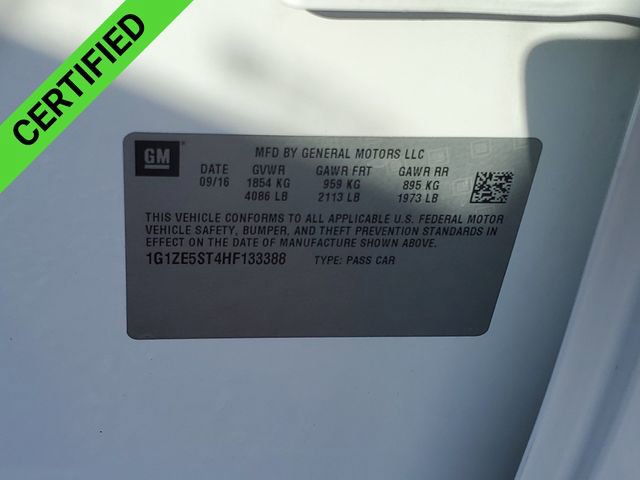 CERTIFIED
GM
MFD BY GENERAL MOTORS LLC
DATE GVWR GAWR FRT GAWR RR
09/16 1854 KG 959 KG 895 KG
4086 LB 2113 LB 1973 LB
THIS VEHICLE CONFORMS TO ALL APPLICABLE U.S. FEDERAL MOTOR
VEHICLE SAFETY, BUMPER, AND THEFT PREVENTION STANDARDS IN
EFFECT ON THE DATE OF MANUFACTURE SHOWN ABOVE.
1G1ZE5ST4HF133388 TYPE: PASS CAR